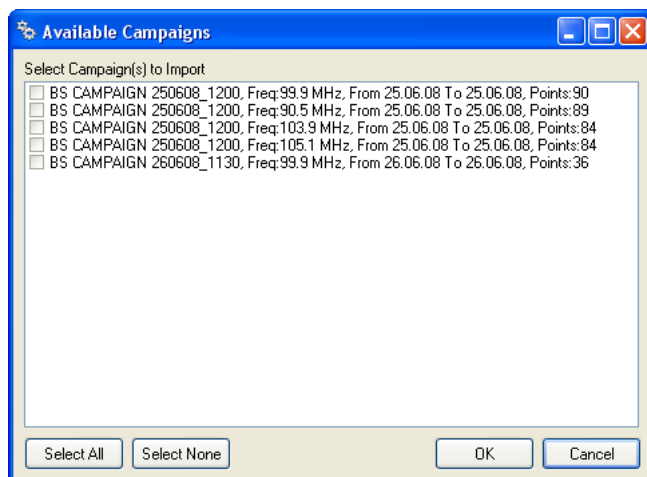 Available Campaigns
Select Campaign(s) to Import
BS CAMPAIGN 250608_1200, Freq:99.9 MHz, From 25.06.08 To 25.06.08, Points:90
BS CAMPAIGN 250608_1200, Freq:90.5 MHz, From 25.06.08 To 25.06.08, Points:89
BS CAMPAIGN 250608_1200, Freq:103.9 MHz, From 25.06.08 To 25.06.08, Points:84
BS CAMPAIGN 250608_1200, Freq:105.1 MHz, From 25.06.08 To 25.06.08, Points:84
BS CAMPAIGN 260608_1130, Freq:99.9 MHz, From 26.06.08 To 26.06.08, Points:36
Select All Select None OK Cancel